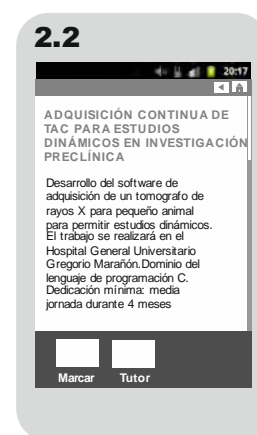 2.2
20:17
ADQUISICIÓN CONTINUA DE
TAC PARA ESTUDIOS
DINÁMICOS EN INVESTIGACIÓN
PRECLÍNICA
Desarrollo del software de
adquisición de un tomografo de
rayos X para pequeño animal
para permitir estudios dinámicos.
El trabajo se realizará en el
Hospital General Universitario
Gregorio Marañón.Dominio del
lenguaje de programación C.
Dedicación mínima: media
jornada durante 4 meses
Marcar Tutor